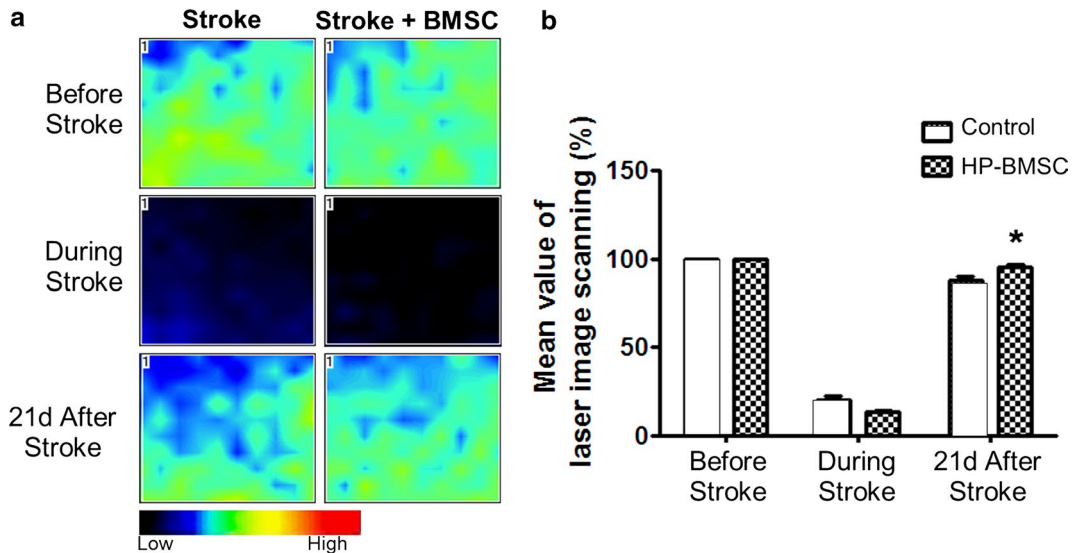 a
Stroke
Stroke + BMSC
Before
Stroke
1
1
During
Stroke
1
1
21d After
Stroke
1
1
Low
High
b
Control
HP-BMSC
Mean value of
laser image scanning (%)
150
100
50
0
*
Before
Stroke
During
Stroke
21d After
Stroke